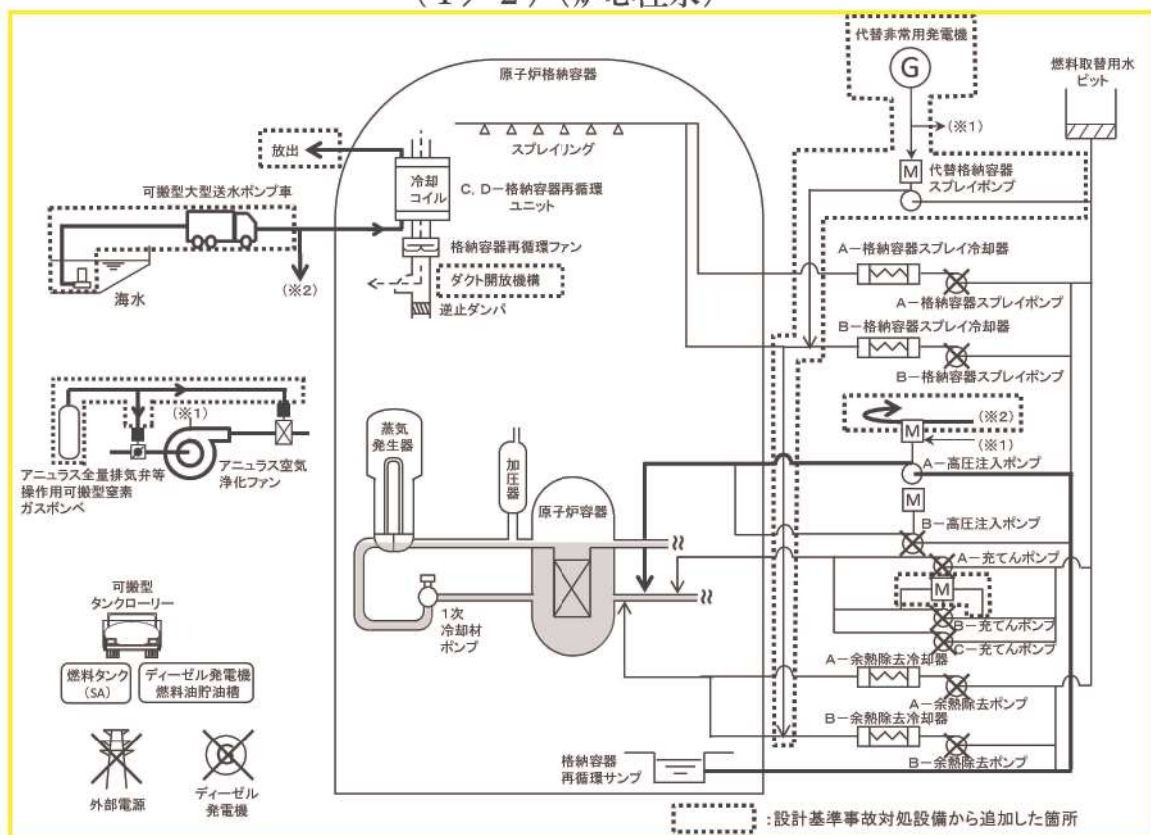 (1/2)(炉心注水)
代替非常用発電機
G
(※1)
燃料取替用水
ピット
原子炉格納容器
スプレイリング
放出
冷却
コイル
C, D-格納容器再循環
ユニット
M
代替格納容器
スプレイポンプ
可搬型大型送水ポンプ車
格納容器再循環ファン
ダクト開放機構
逆止ダンパ
(※2)
海水
A-格納容器スプレイ冷却器
A-格納容器スプレイポンプ
B-格納容器スプレイ冷却器
B-格納容器スプレイポンプ
(※1)
アニュラス空気
浄化ファン
アニュラス全量排気弁等
操作用可搬型窒素
ガスボンベ
蒸気
発生器
加圧器
原子炉容器
1次
冷却材
ポンプ
(※2)
M
(※1)
A-高圧注入ポンプ
M
B-高圧注入ポンプ
A-充てんポンプ
M
B-充てんポンプ
C-充てんポンプ
A-余熱除去冷却器
A-余熱除去ポンプ
B-余熱除去冷却器
B-余熱除去ポンプ
可搬型
タンクローリー
燃料タンク
(SA)
ディーゼル発電機
燃料油貯油槽
外部電源
ディーゼル
発電機
格納容器
再循環サンプ
:設計基準事故対処設備から追加した箇所